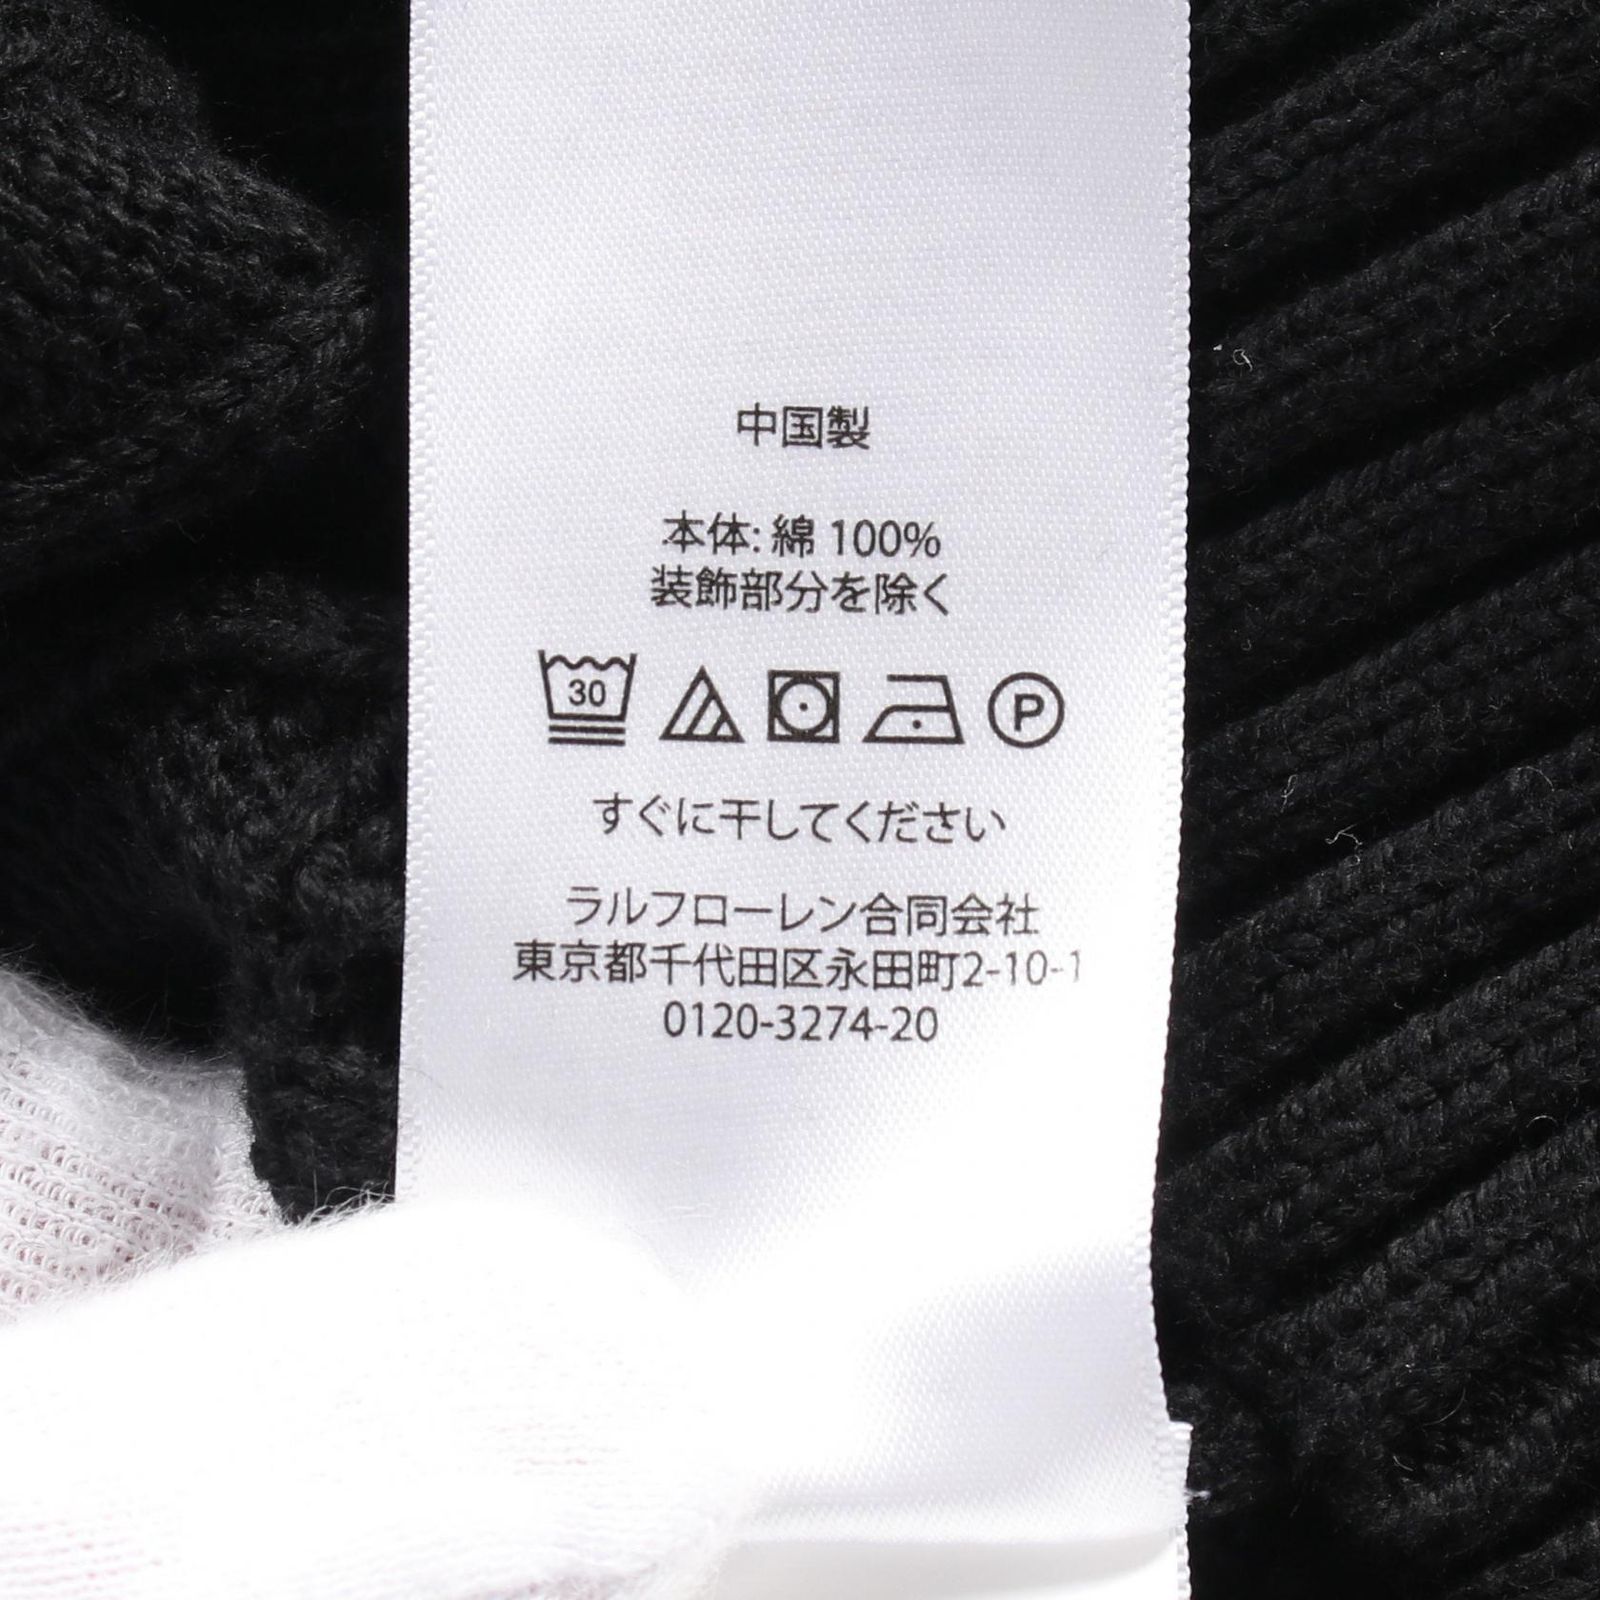 中国製
本体: 綿 100%
装飾部分を除く
30 P
すぐに干してください
ラルフローレン合同会社
東京都千代田区永田町2-10-1
0120-3274-20